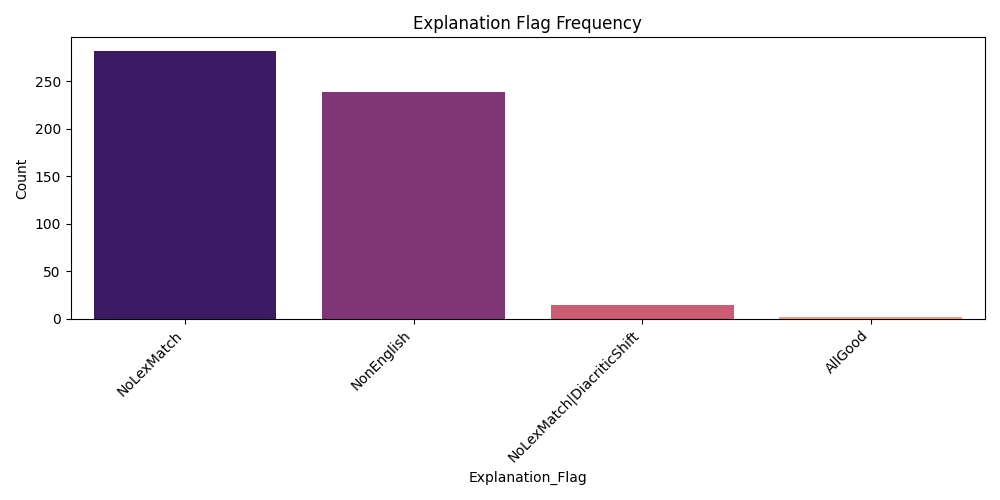 Explanation Flag Frequency
250
200
150
100
50
0
Count
NoLexMatch
NonEnglish
NoLexMatch|DiacriticShift
AllGood
Explanation_Flag